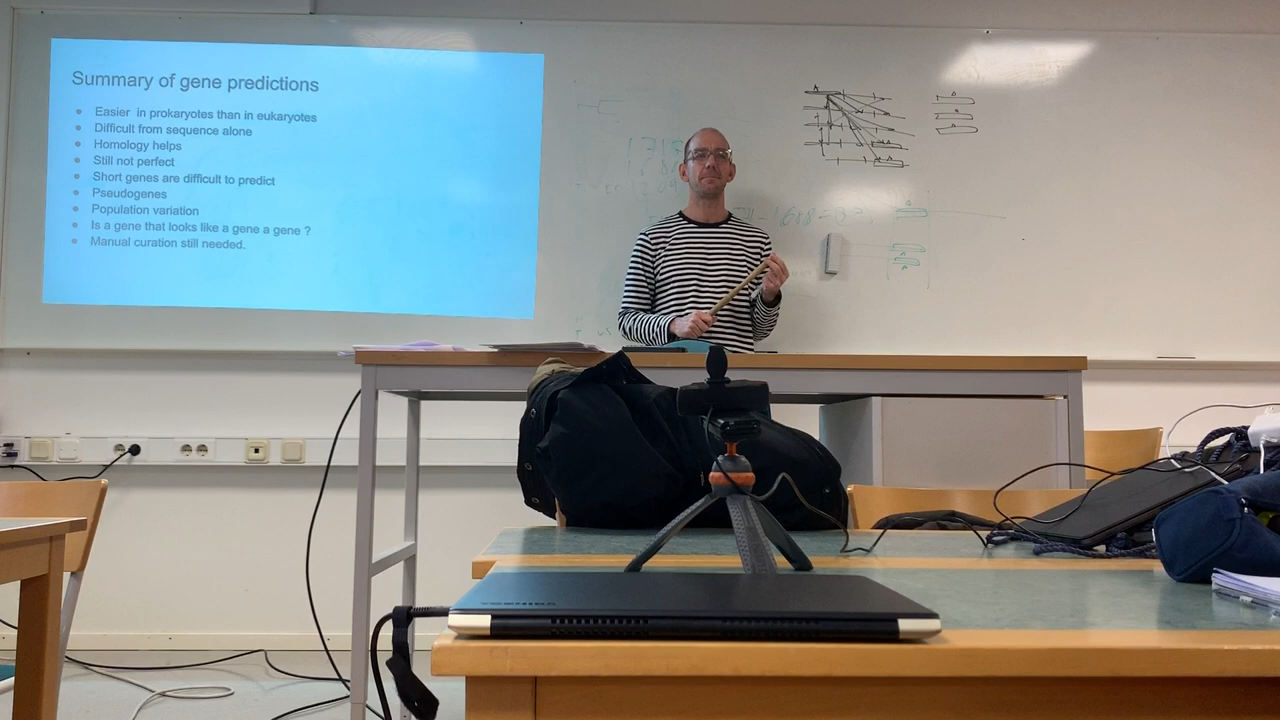 Summary of gene predictions
• Easier in prokaryotes than in eukaryotes
• Difficult from sequence alone
• Homology helps
• Still not perfect
• Short genes are difficult to predict
• Pseudogenes
• Population variation
• Is a gene that looks like a gene a gene ?
• Manual curation still needed.